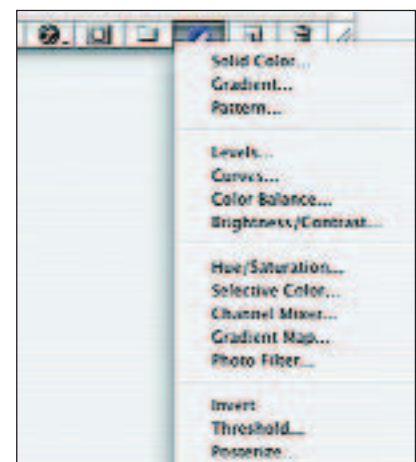 Solid Color...
Gradient...
Pattern...
Levels...
Curves...
Color Balance...
Brightness/Contrast...
Hue/Saturation...
Selective Color...
Channel Mixer...
Gradient Map...
Photo Filter...
Invert
Threshold...
Posterize...